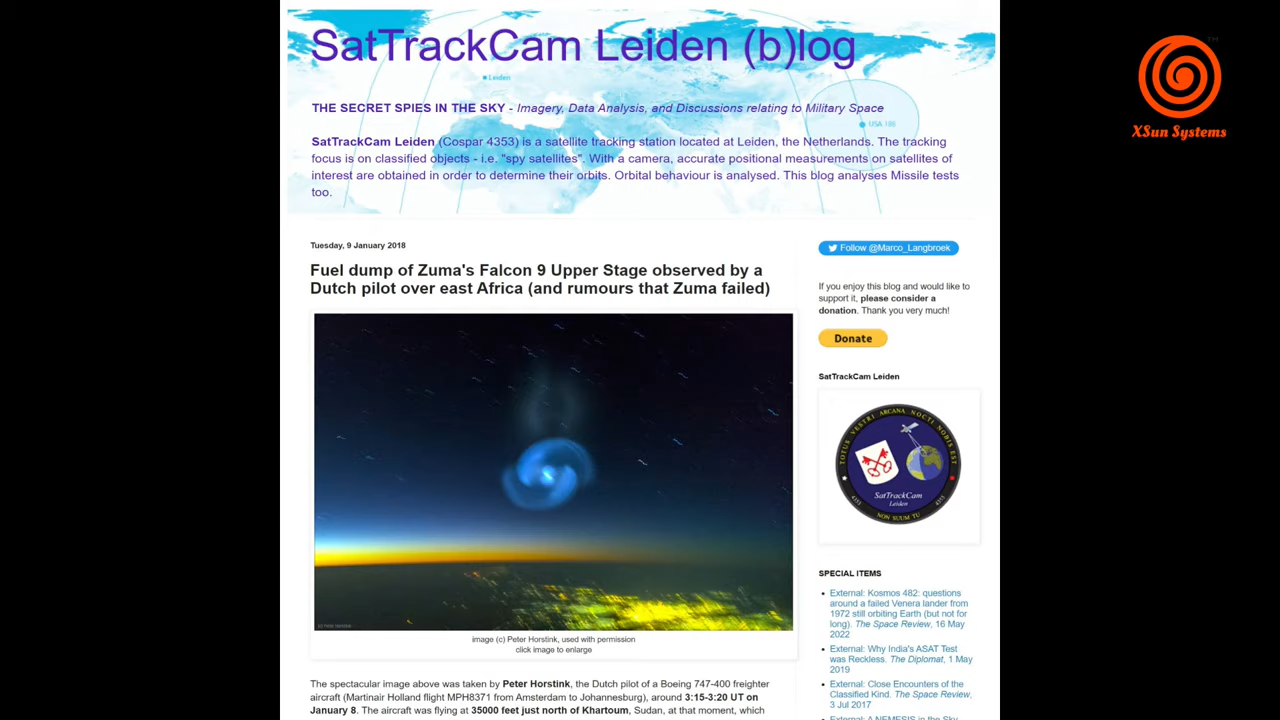 SatTrackCam Leiden (b)log
Leiden
THE SECRET SPIES IN THE SKY - Imagery, Data Analysis, and Discussions relating to Military Space
USA 186
SatTrackCam Leiden (Cospar 4353) is a satellite tracking station located at Leiden, the Netherlands. The tracking
focus is on classified objects - i.e. "spy satellites". With a camera, accurate positional measurements on satellites of
interest are obtained in order to determine their orbits. Orbital behaviour is analysed. This blog analyses Missile tests
too.
TM
XSun Systems
Tuesday, 9 January 2018
Fuel dump of Zuma's Falcon 9 Upper Stage observed by a
Dutch pilot over east Africa (and rumours that Zuma failed)
image (c) Peter Horstink, used with permission
click image to enlarge
The spectacular image above was taken by Peter Horstink, the Dutch pilot of a Boeing 747-400 freighter
aircraft (Martinair Holland flight MPH8371 from Amsterdam to Johannesburg), around 3:15-3:20 UT on
January 8. The aircraft was flying at 35000 feet just north of Khartoum, Sudan, at that moment, which
Follow @Marco_Langbroek
If you enjoy this blog and would like to
support it, please consider a
donation. Thank you very much!
Donate
SatTrackCam Leiden
TOTUS VESTRI ARCANA NOCTI NOBIS EST
SatTrackCam
Leiden
4353
4353
NON SUUM TU
SPECIAL ITEMS
External: Kosmos 482: questions
around a failed Venera lander from
1972 still orbiting Earth (but not for
long). The Space Review, 16 May
2022
External: Why India's ASAT Test
was Reckless. The Diplomat, 1 May
2019
External: Close Encounters of the
Classified Kind. The Space Review,
3 Jul 2017
External: A NEMESIS in the Sky